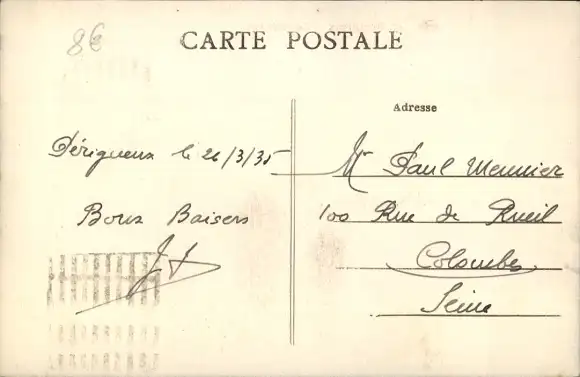 8€
CARTE POSTALE
Adresse
Périgueux le 26/3/35
Bons Baisers
Mr Paul Meunier
100 Rue de Rueil
Colombes
Seine